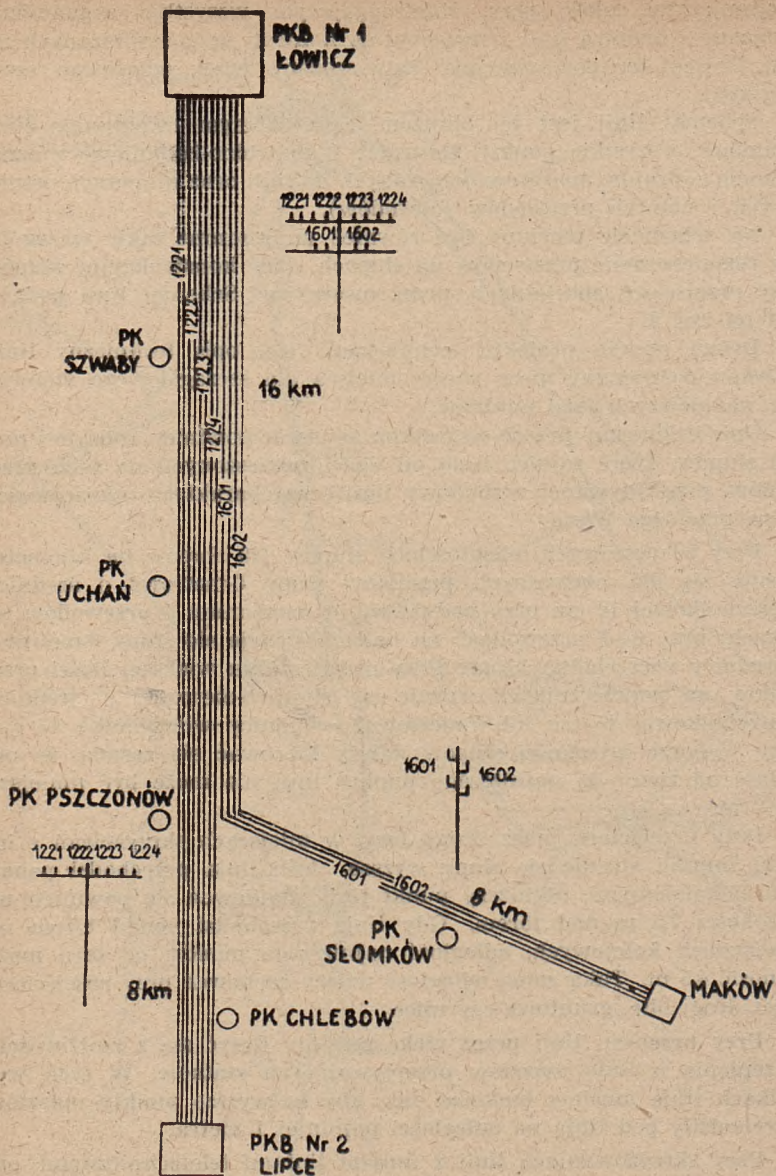 PKB Nr 1
ŁOWICZ
1221 1222 1223 1224
1601 1602
1221
1222
PK
SZWABY
1223
16 km
1224
1601
1602
PK
UCHAŃ
1601 1602
PK PSZCZONÓW
1221 1222 1223 1224
1601 1602
8 km
PK
SŁOMKÓW
MAKÓW
8km
PK CHLEBÓW
PKB Nr 2
LIPCE